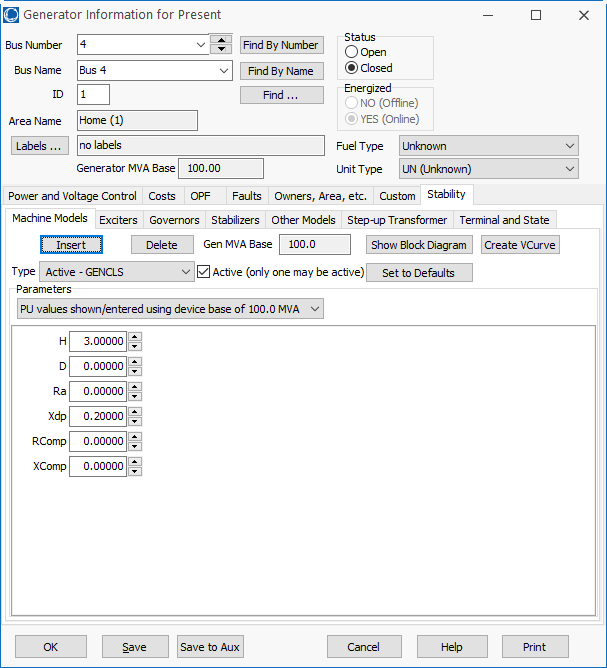 Generator Information for Present
Bus Number 4 Find By Number
Bus Name Bus 4 Find By Name
ID 1 Find ...
Area Name Home (1)
Labels ... no labels
Generator MVA Base 100.00
Status
Open
Closed
Energized
NO (Offline)
YES (Online)
Fuel Type Unknown
Unit Type UN (Unknown)
Power and Voltage Control Costs OPF Faults Owners, Area, etc. Custom Stability
Machine Models Exciters Governors Stabilizers Other Models Step-up Transformer Terminal and State
Insert Delete Gen MVA Base 100.0 Show Block Diagram Create VCurve
Type Active - GENCLS Active (only one may be active) Set to Defaults
Parameters
PU values shown/entered using device base of 100.0 MVA
H 3.00000
D 0.00000
Ra 0.00000
Xdp 0.20000
RComp 0.00000
XComp 0.00000
OK Save Save to Aux Cancel Help Print